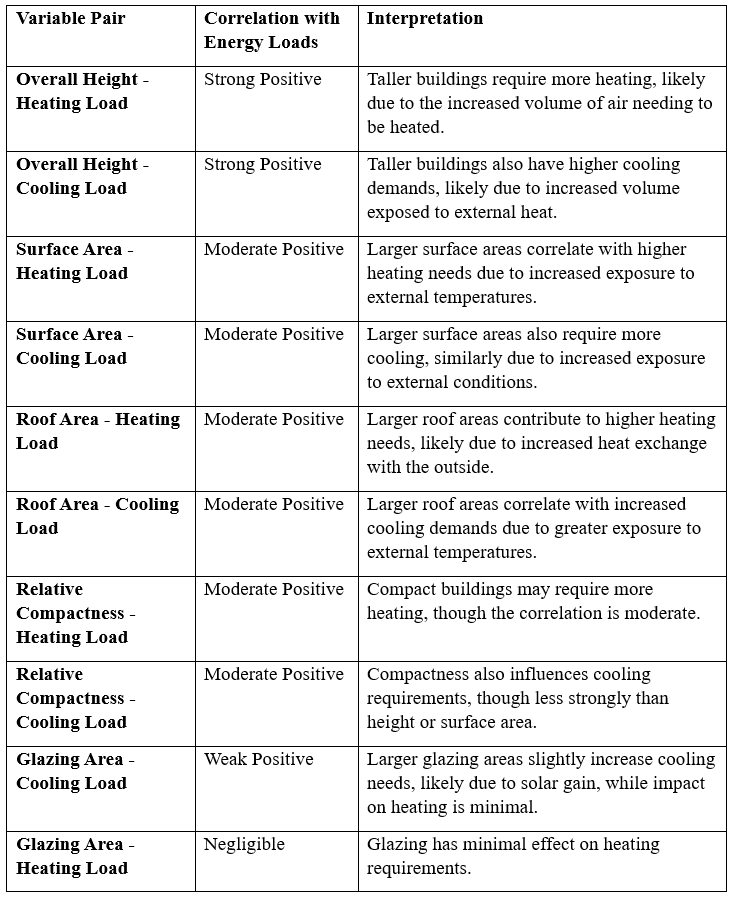 Variable Pair
Correlation with
Energy Loads
Interpretation
Overall Height -
Heating Load
Strong Positive
Taller buildings require more heating, likely
due to the increased volume of air needing to
be heated.
Overall Height -
Cooling Load
Strong Positive
Taller buildings also have higher cooling
demands, likely due to increased volume
exposed to external heat.
Surface Area -
Heating Load
Moderate Positive
Larger surface areas correlate with higher
heating needs due to increased exposure to
external temperatures.
Surface Area -
Cooling Load
Moderate Positive
Larger surface areas also require more
cooling, similarly due to increased exposure
to external conditions.
Roof Area - Heating
Load
Moderate Positive
Larger roof areas contribute to higher heating
needs, likely due to increased heat exchange
with the outside.
Roof Area - Cooling
Load
Moderate Positive
Larger roof areas correlate with increased
cooling demands due to greater exposure to
external temperatures.
Relative
Compactness -
Heating Load
Moderate Positive
Compact buildings may require more
heating, though the correlation is moderate.
Relative
Compactness -
Cooling Load
Moderate Positive
Compactness also influences cooling
requirements, though less strongly than
height or surface area.
Glazing Area -
Cooling Load
Weak Positive
Larger glazing areas slightly increase cooling
needs, likely due to solar gain, while impact
on heating is minimal.
Glazing Area -
Heating Load
Negligible
Glazing has minimal effect on heating
requirements.